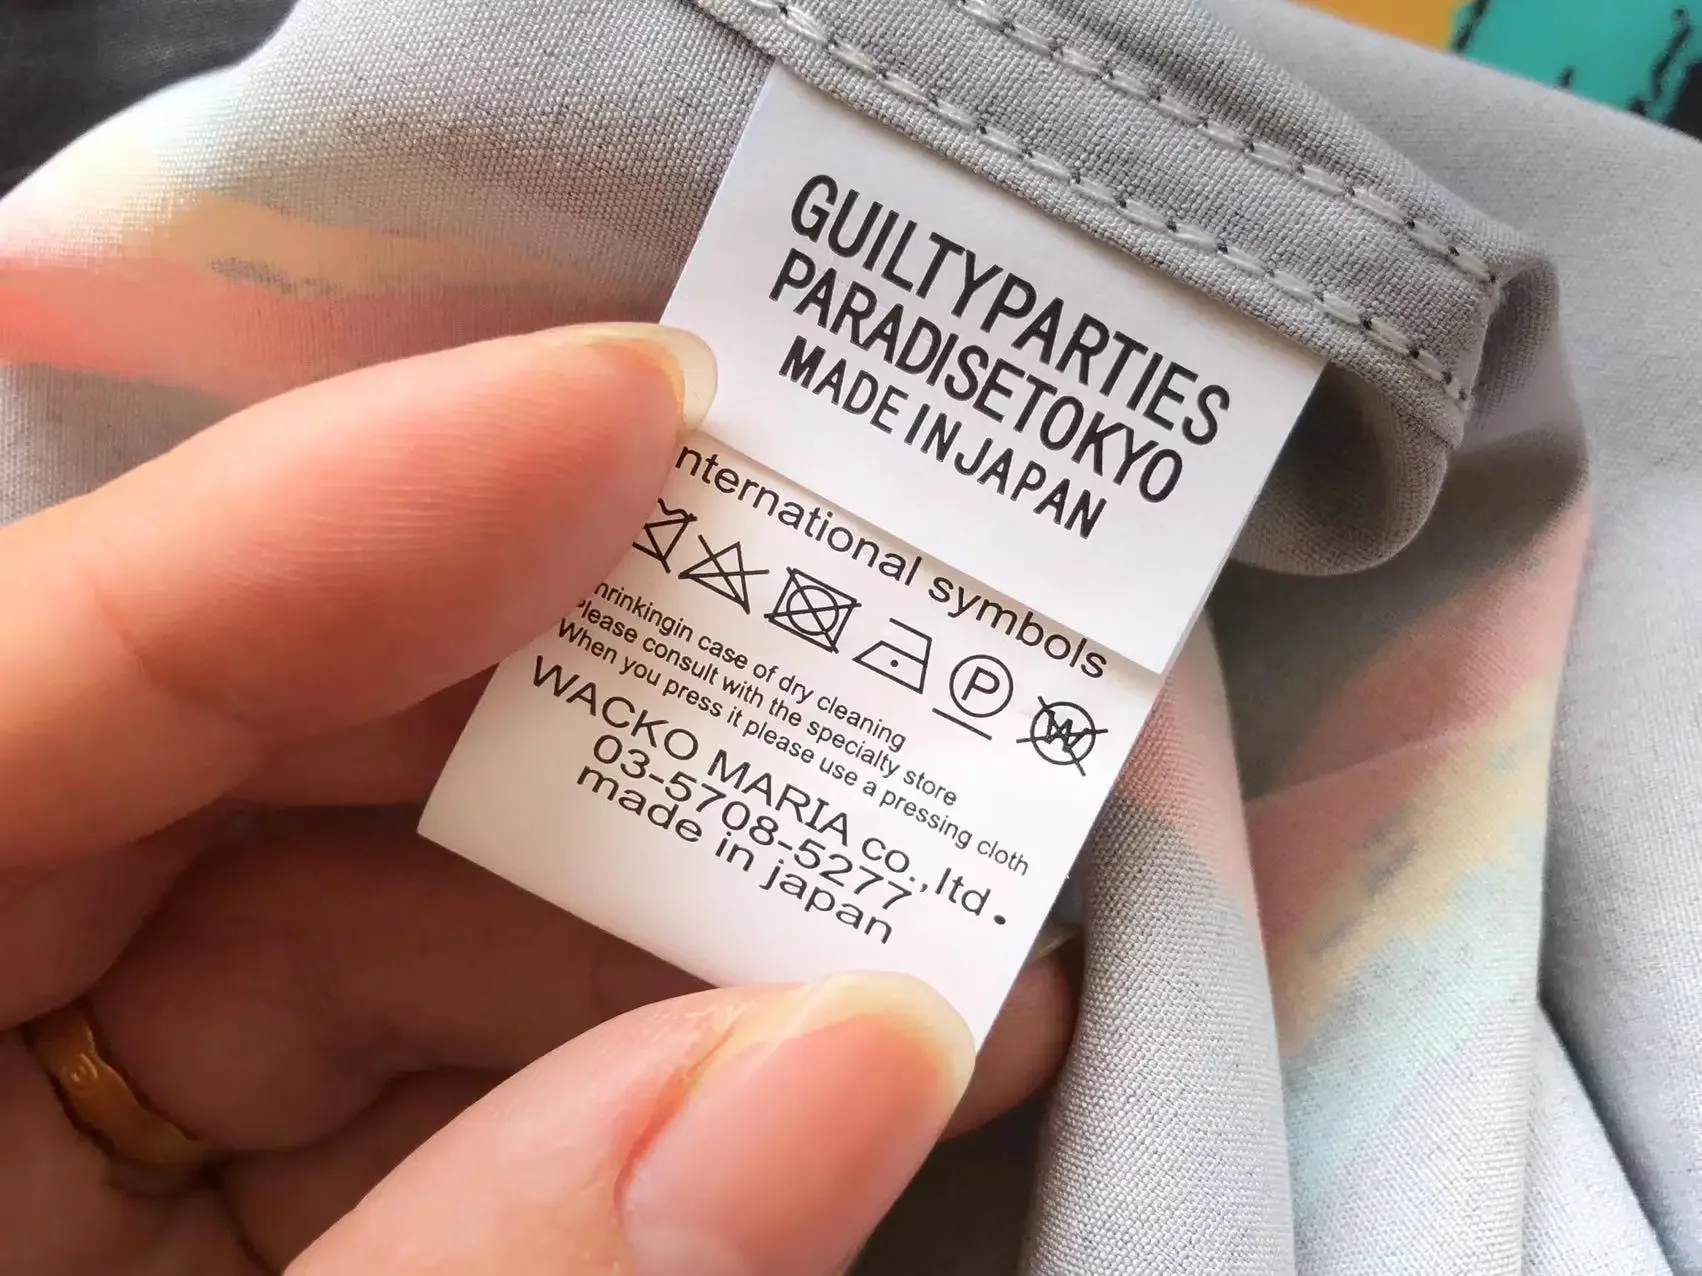 GUILTYPARTIES
PARADISETOKYO
MADE IN JAPAN
nternational symbols
P
W
hrinkingin case of dry cleaning
Please consult with the specialty store
When you press it please use a pressing cloth
WACKO MARIA co.,ltd.
03-5708-5277
made in japan